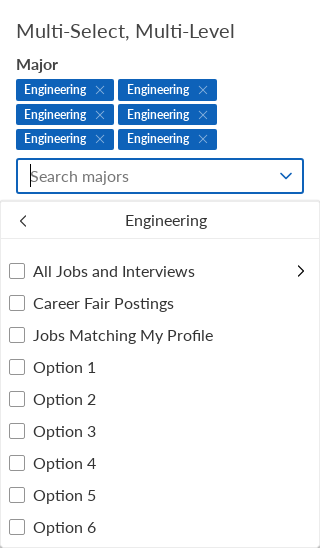 Multi-Select, Multi-Level
Major
Engineering Engineering
Engineering Engineering
Engineering Engineering
Search majors
Engineering
All Jobs and Interviews
Career Fair Postings
Jobs Matching My Profile
Option 1
Option 2
Option 3
Option 4
Option 5
Option 6